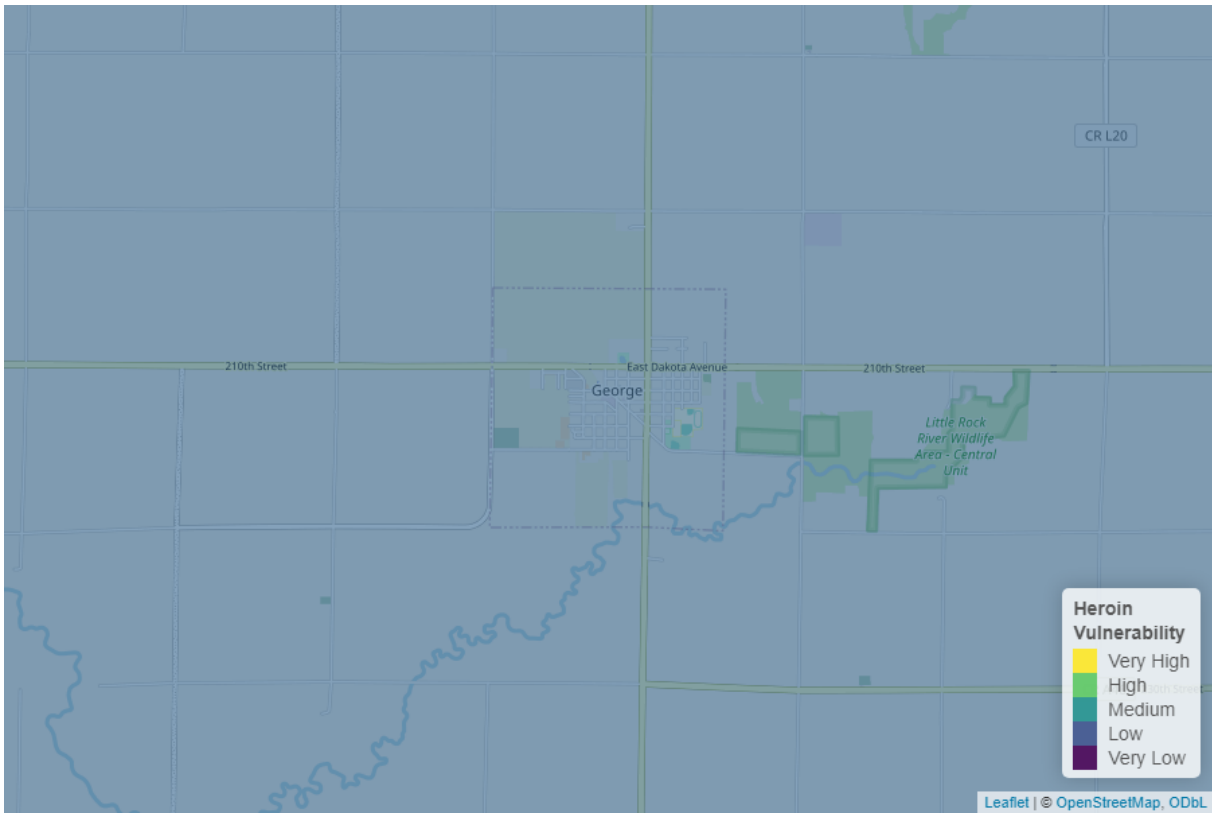 CR L20
210th Street
East Dakota Avenue
210th Street
George
Little Rock
River Wildlife
Area - Central
Unit
Heroin
Vulnerability
Very High
High
Medium
Low
Very Low
Leaflet | © OpenStreetMap, ODbL